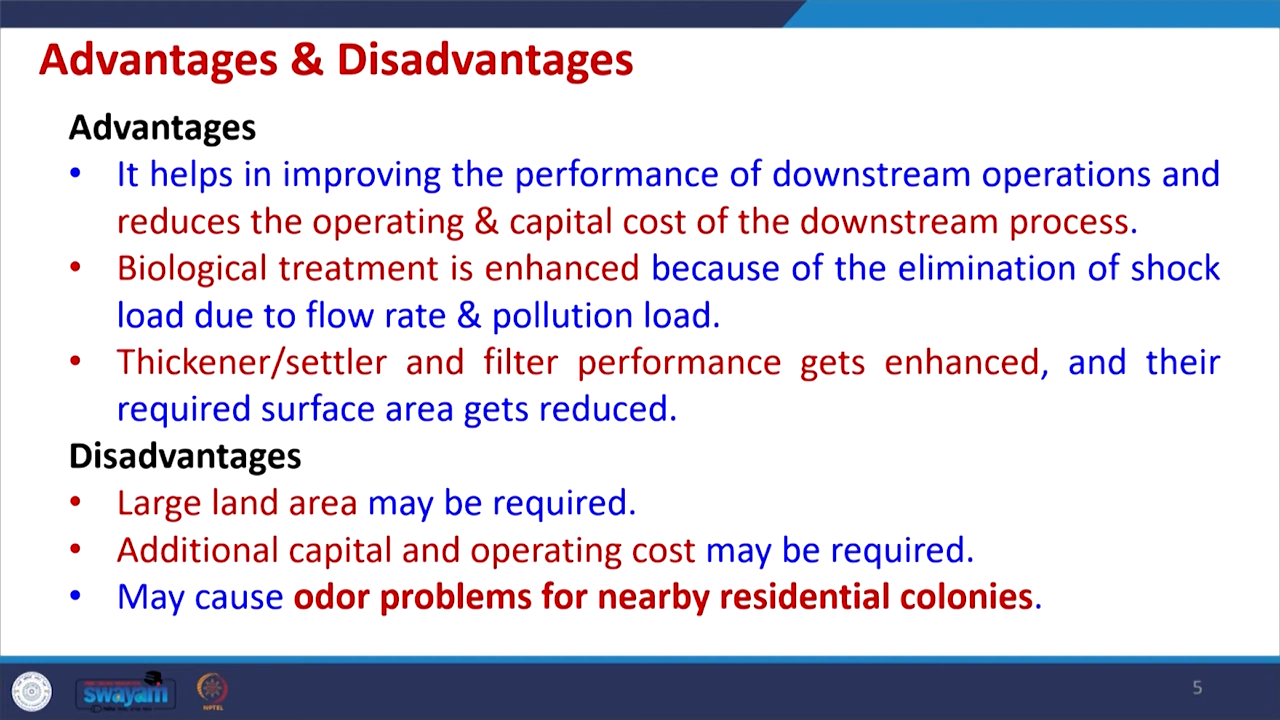 Advantages & Disadvantages
Advantages
• It helps in improving the performance of downstream operations and
reduces the operating & capital cost of the downstream process.
• Biological treatment is enhanced because of the elimination of shock
load due to flow rate & pollution load.
• Thickener/settler and filter performance gets enhanced, and their
required surface area gets reduced.
Disadvantages
• Large land area may be required.
• Additional capital and operating cost may be required.
• May cause odor problems for nearby residential colonies.
swayam
NPTEL
5